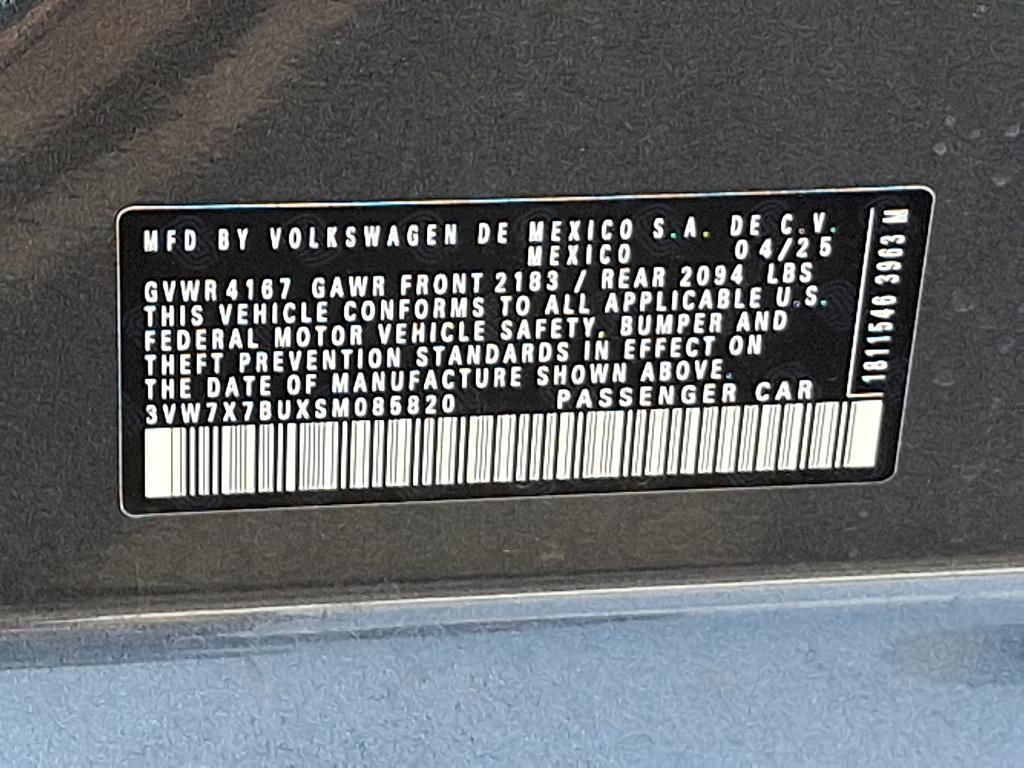 MFD BY VOLKSWAGEN DE MEXICO S.A. DE C.V.
MEXICO 04/25
GVWR 4167 GAWR FRONT 2183 / REAR 2094 LBS
THIS VEHICLE CONFORMS TO ALL APPLICABLE U.S.
FEDERAL MOTOR VEHICLE SAFETY, BUMPER AND
THEFT PREVENTION STANDARDS IN EFFECT ON
THE DATE OF MANUFACTURE SHOWN ABOVE.
3VW7X7BUXSM085820 PASSENGER CAR
1811546 3963 M